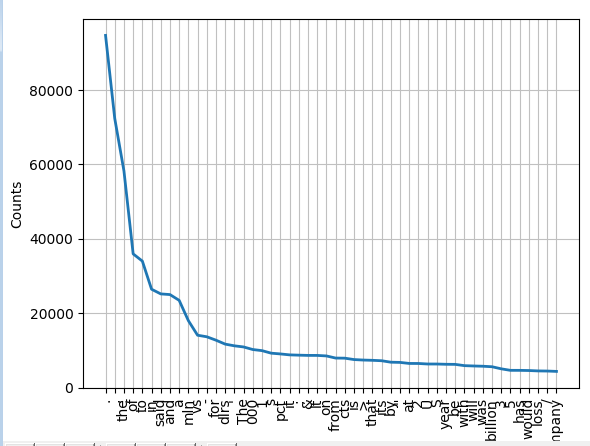 80000
60000
40000
20000
0
Counts
.
the
of
to
in
said
and
a
mln
vs
-
for
dlrs
The
000
1
s
pct
it
&
lt
on
from
cts
is
>
that
its
by
at
2
U
S
year
be
with
will
was
billion
3
5
has
would
loss
mpany